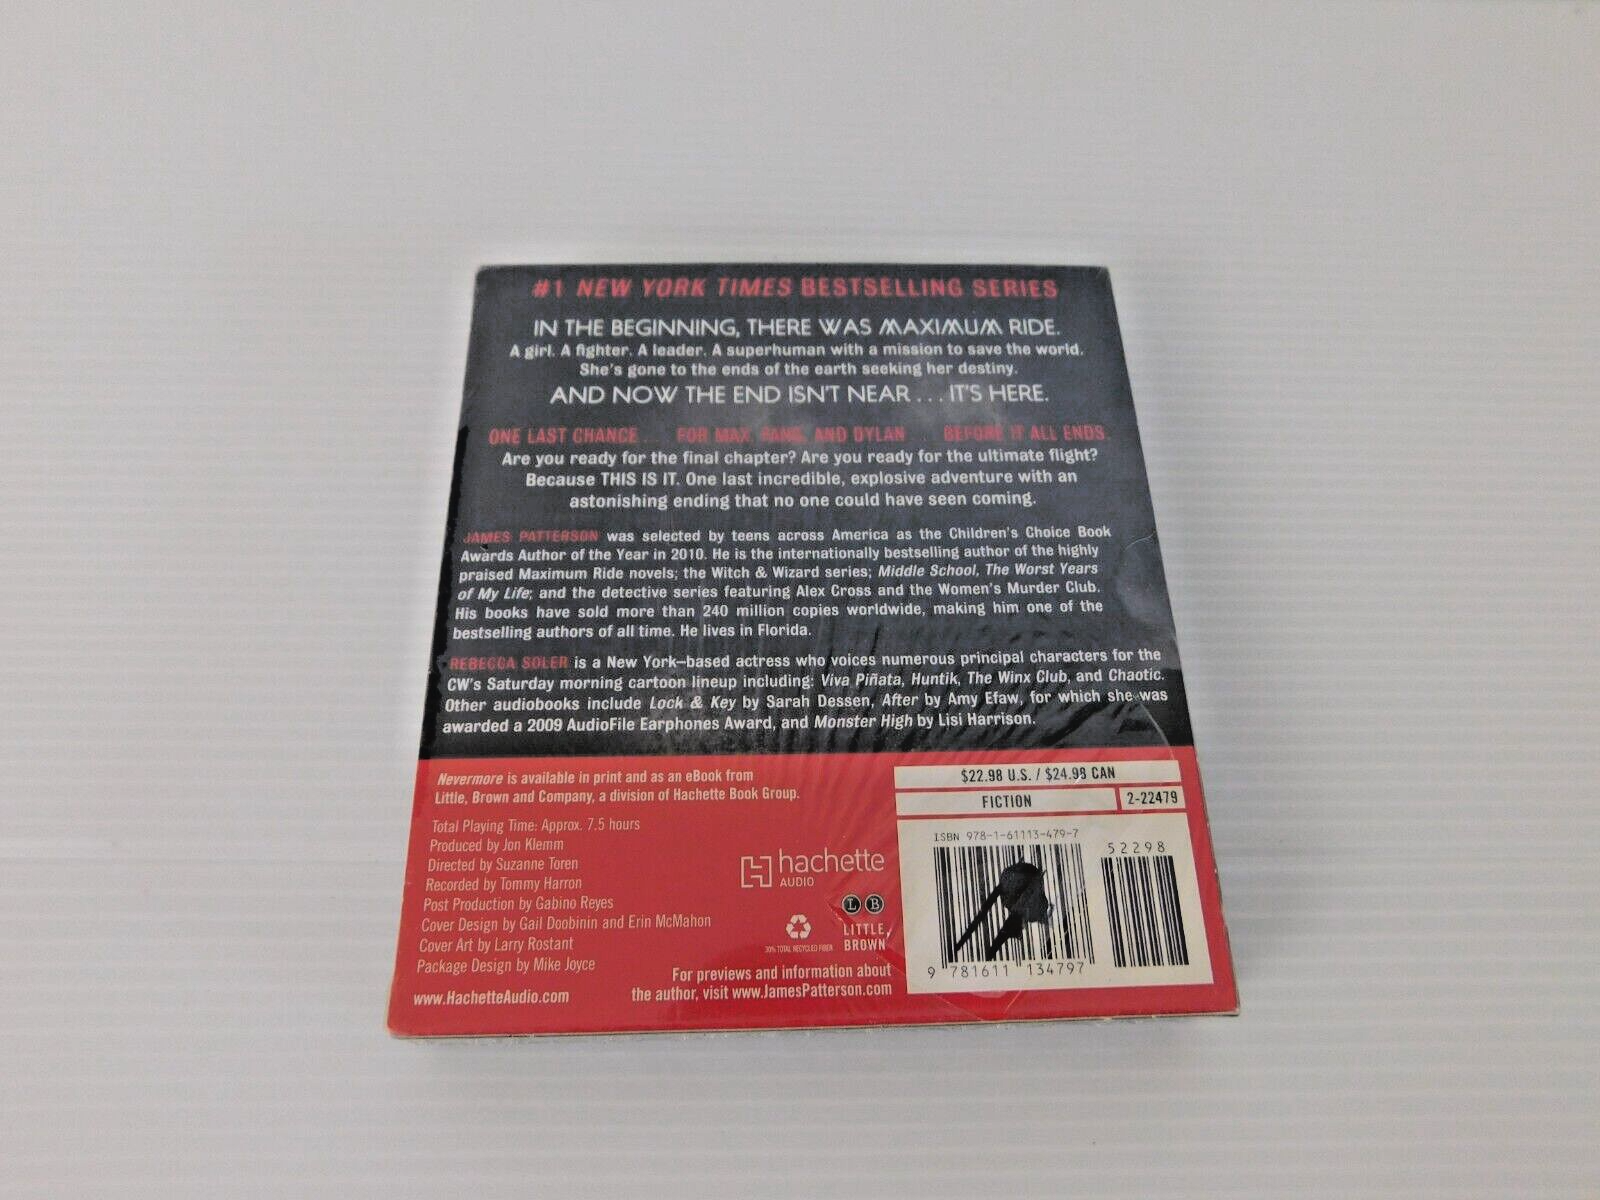 #1 NEW YORK TIMES BESTSELLING SERIES
IN THE BEGINNING, THERE WAS MAXIMUM RIDE.
A girl. A fighter. A leader. A superhuman with a mission to save the world.
She's gone to the ends of the earth seeking her destiny.
AND NOW THE END ISN'T NEAR . . . IT'S HERE.
ONE LAST CHANCE . . . FOR MAX, FANG, AND DYLAN . . . BEFORE IT ALL ENDS.
Are you ready for the final chapter? Are you ready for the ultimate flight?
Because THIS IS IT. One last incredible, explosive adventure with an
astonishing ending that no one could have seen coming.
JAMES PATTERSON was selected by teens across America as the Children's Choice Book
Awards Author of the Year in 2010. He is the internationally bestselling author of the highly
praised Maximum Ride novels; the Witch & Wizard series; Middle School, The Worst Years
of My Life; and the detective series featuring Alex Cross and the Women's Murder Club.
His books have sold more than 240 million copies worldwide, making him one of the
bestselling authors of all time. He lives in Florida.
REBECCA SOLER is a New York–based actress who voices numerous principal characters for the
CW's Saturday morning cartoon lineup including: Viva Piñata, Huntik, The Winx Club, and Chaotic.
Other audiobooks include Lock & Key by Sarah Dessen, After by Amy Efaw, for which she was
awarded a 2009 AudioFile Earphones Award, and Monster High by Lisi Harrison.
Nevermore is available in print and as an eBook from
Little, Brown and Company, a division of Hachette Book Group.
Total Playing Time: Approx. 7.5 hours
Produced by Jon Klemm
Directed by Suzanne Toren
Recorded by Tommy Harron
Post Production by Gabino Reyes
Cover Design by Gail Doobinin and Erin McMahon
Cover Art by Larry Rostant
Package Design by Mike Joyce
www.HachetteAudio.com
hachette
AUDIO
30% TOTAL RECYCLED FIBER
L B
LITTLE,
BROWN
For previews and information about
the author, visit www.JamesPatterson.com
$22.98 U.S. / $24.98 CAN
FICTION
2-22479
ISBN 978-1-61113-479-7
52298
9 781611 134797